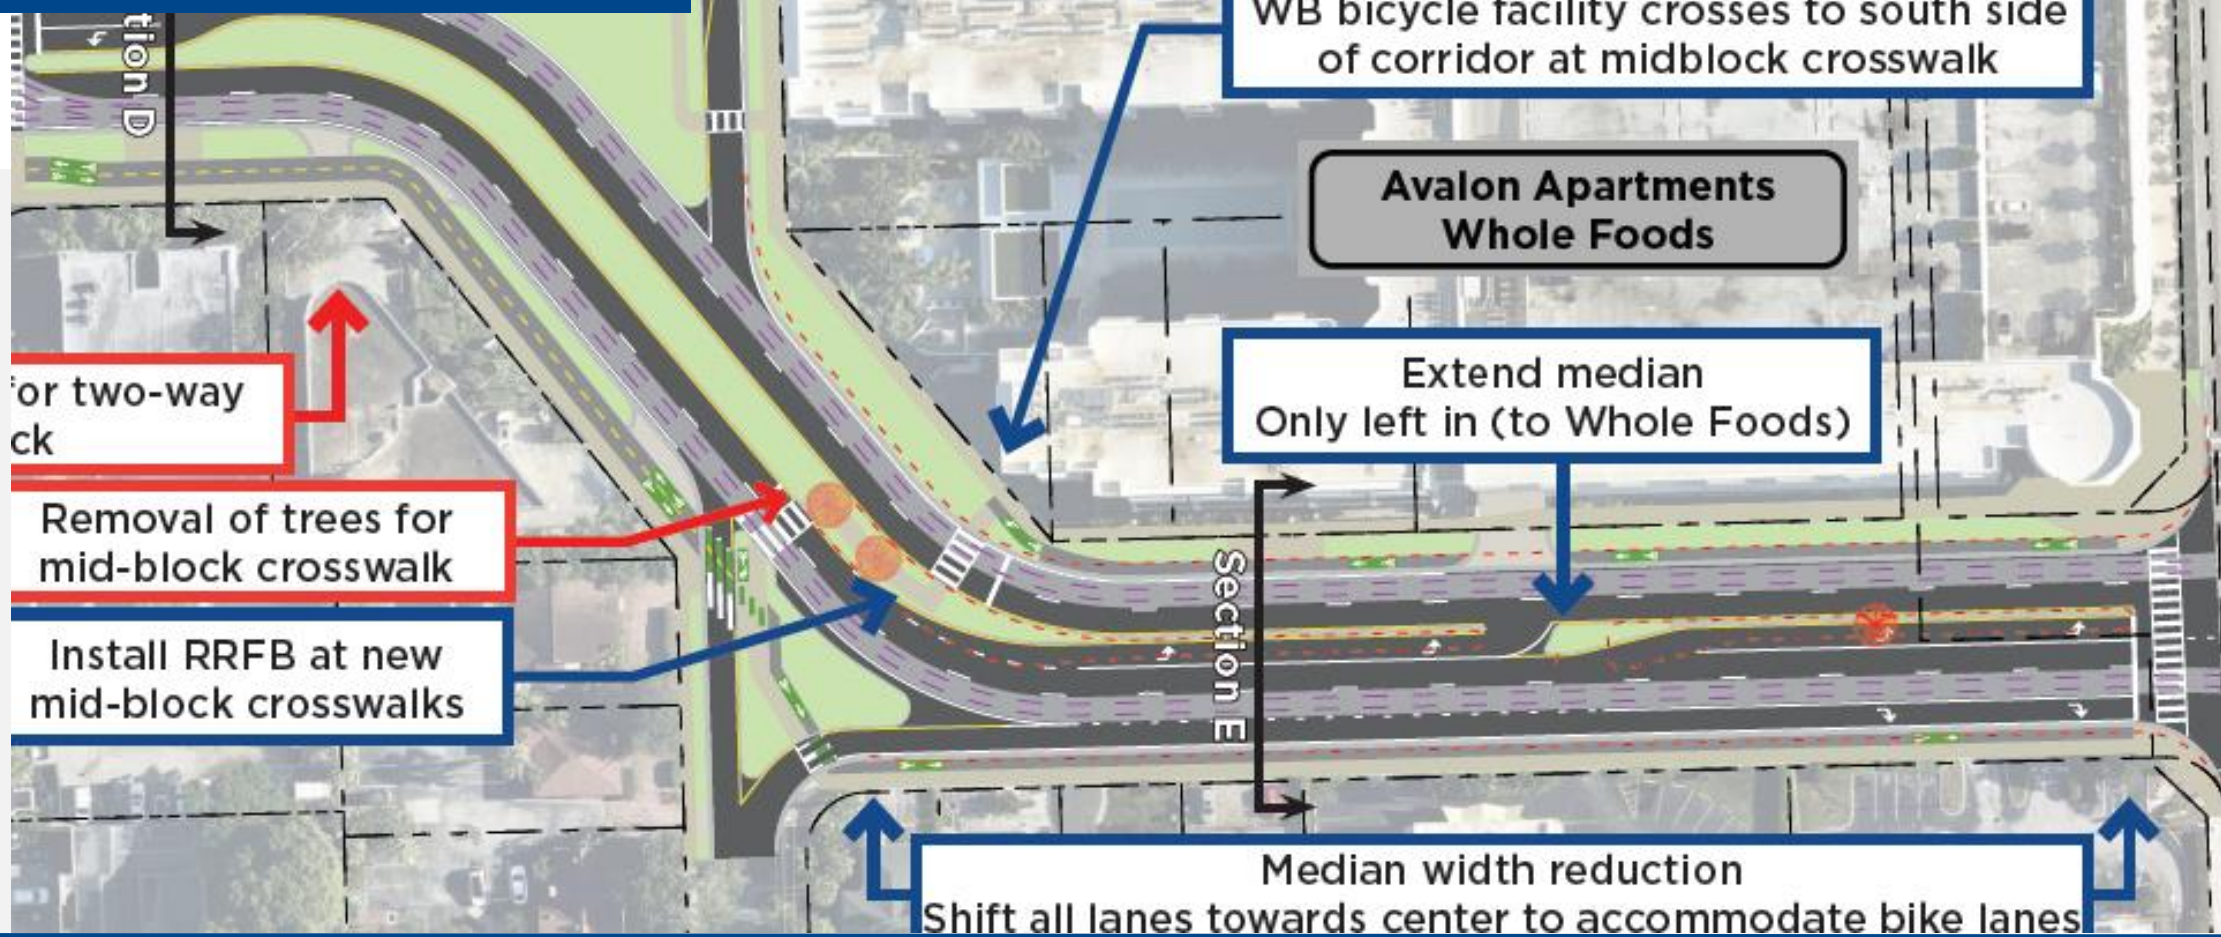 tion D
WB bicycle facility crosses to south side
of corridor at midblock crosswalk
Avalon Apartments
Whole Foods
for two-way
ck
Extend median
Only left in (to Whole Foods)
Removal of trees for
mid-block crosswalk
Section E
Install RRFB at new
mid-block crosswalks
Median width reduction
Shift all lanes towards center to accommodate bike lanes